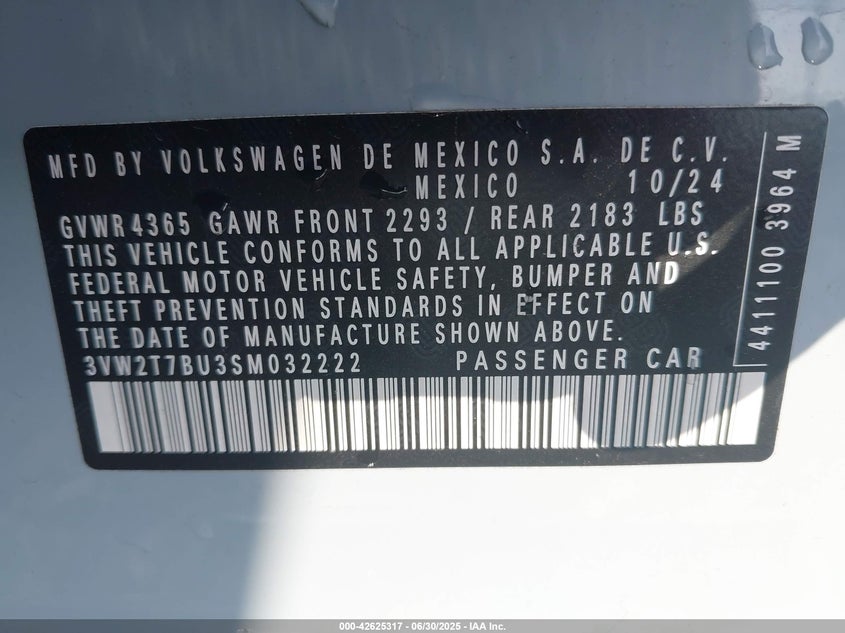 MFD BY VOLKSWAGEN DE MEXICO S.A. DE C.V.
MEXICO 10/24
GVWR 4365 GAWR FRONT 2293 / REAR 2183 LBS
THIS VEHICLE CONFORMS TO ALL APPLICABLE U.S.
FEDERAL MOTOR VEHICLE SAFETY, BUMPER AND
THEFT PREVENTION STANDARDS IN EFFECT ON
THE DATE OF MANUFACTURE SHOWN ABOVE.
3VW2T7BU3SM032222 PASSENGER CAR
4411100 3964 M
000-42625317 - 06/30/2025 - IAA Inc.